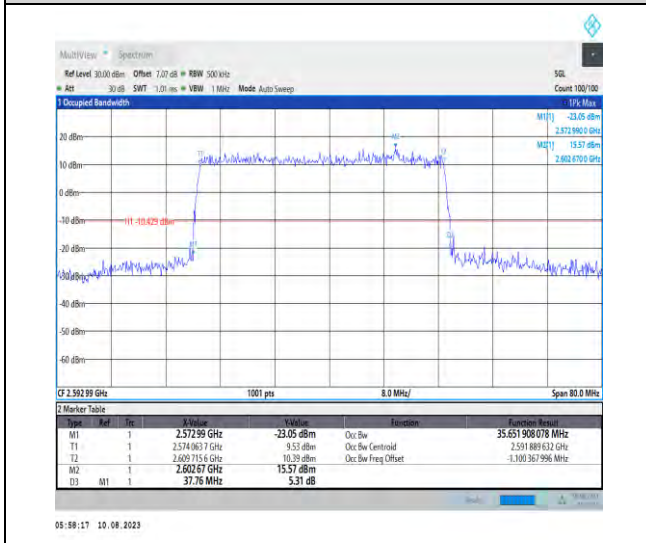 MultiView Spectrum
Ref Level 30.00 dBm Offset 7.07 dB RBW 500 kHz SGL
Att 30 dB SWT 1.01 ms VBW 1 MHz Mode Auto Sweep Count 100/100
1 Occupied Bandwidth 1Pk Max
M1[1] -23.05 dBm
2.572 990 0 GHz
M2[1] 15.57 dBm
2.602 670 0 GHz
20 dBm
10 dBm
0 dBm
-10 dBm
H1 -10.429 dBm
-20 dBm
-30 dBm
-40 dBm
-50 dBm
-60 dBm
CF 2.592 99 GHz 1001 pts 8.0 MHz/ Span 80.0 MHz
2 Marker Table
Type Ref Trc X-Value Y-Value Function Function Result
M1 1 2.572 99 GHz -23.05 dBm Occ Bw 35.651 908 078 MHz
T1 1 2.574 063 7 GHz 9.53 dBm Occ Bw Centroid 2.591 889 632 GHz
T2 1 2.609 715 6 GHz 10.39 dBm Occ Bw Freq Offset -1.100 367 996 MHz
M2 1 2.602 67 GHz 15.57 dBm
D3 M1 1 37.76 MHz 5.31 dB
05:58:17 10.08.2023